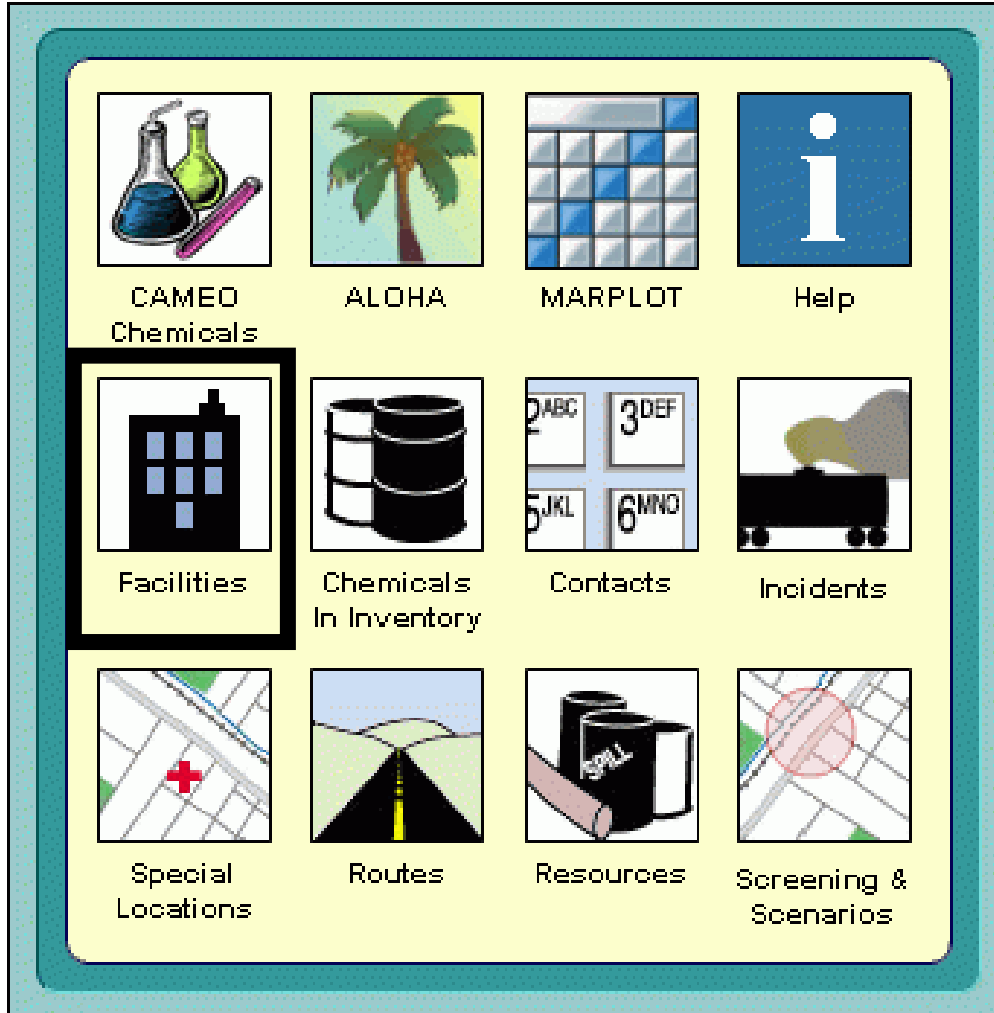 CAMEO
Chemicals
ALOHA
MARPLOT
Help
2ABC
3DEF
5JKL
6MNO
Facilities
Chemicals
In Inventory
Contacts
Incidents
SPILL
Special
Locations
Routes
Resources
Screening &
Scenarios